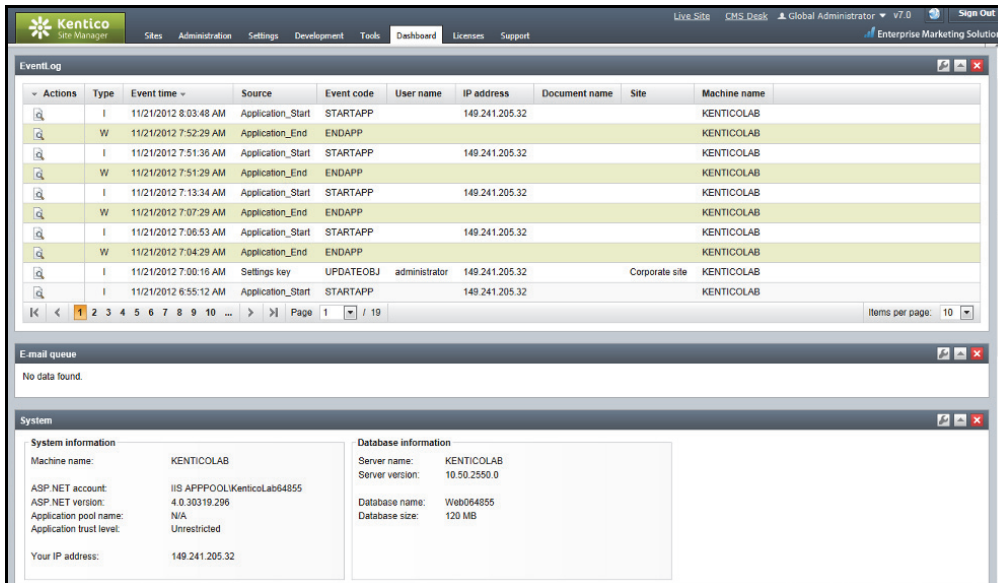 Live Site CMS Desk Global Administrator v7.0 Sign Out
Kentico
Site Manager
Sites Administration Settings Development Tools Dashboard Licenses Support
Enterprise Marketing Solution
EventLog
Actions Type Event time Source Event code User name IP address Document name Site Machine name
I 11/21/2012 8:03:48 AM Application_Start STARTAPP 149.241.205.32 KENTICOLAB
W 11/21/2012 7:52:29 AM Application_End ENDAPP KENTICOLAB
I 11/21/2012 7:51:36 AM Application_Start STARTAPP 149.241.205.32 KENTICOLAB
W 11/21/2012 7:51:29 AM Application_End ENDAPP KENTICOLAB
I 11/21/2012 7:13:34 AM Application_Start STARTAPP 149.241.205.32 KENTICOLAB
W 11/21/2012 7:07:29 AM Application_End ENDAPP KENTICOLAB
I 11/21/2012 7:06:53 AM Application_Start STARTAPP 149.241.205.32 KENTICOLAB
W 11/21/2012 7:04:29 AM Application_End ENDAPP KENTICOLAB
I 11/21/2012 7:00:16 AM Settings key UPDATEOBJ administrator 149.241.205.32 Corporate site KENTICOLAB
I 11/21/2012 6:55:12 AM Application_Start STARTAPP 149.241.205.32 KENTICOLAB
1 2 3 4 5 6 7 8 9 10 ... Page 1 / 19 Items per page: 10
E-mail queue
No data found.
System
System information
Machine name: KENTICOLAB
ASP.NET account: IIS APPPOOL\KenticoLab64855
ASP.NET version: 4.0.30319.296
Application pool name: N/A
Application trust level: Unrestricted
Your IP address: 149.241.205.32
Database information
Server name: KENTICOLAB
Server version: 10.50.2550.0
Database name: Web064855
Database size: 120 MB